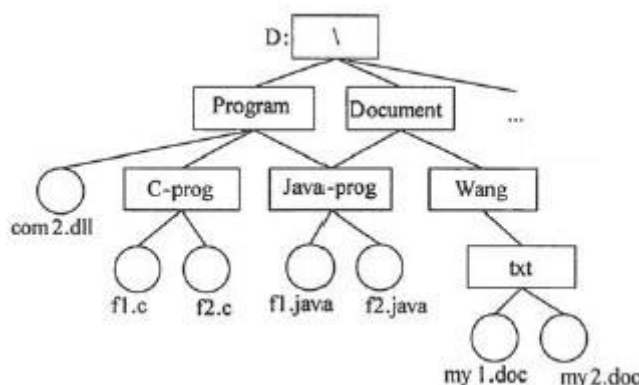 D: \
Program Document ...
C-prog Java-prog Wang
com2.dll
txt
f1.c f2.c f1.java f2.java
my1.doc my2.doc